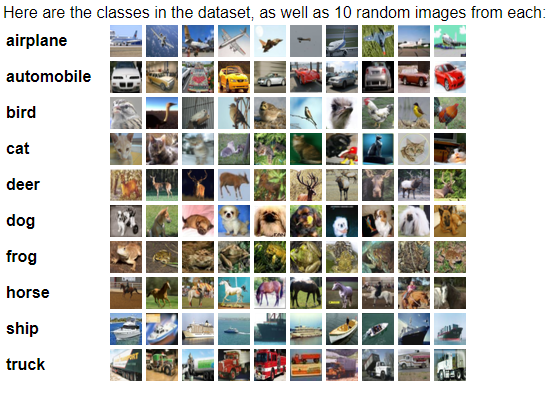 Here are the classes in the dataset, as well as 10 random images from each:
airplane
automobile
bird
cat
deer
dog
frog
horse
ship
truck